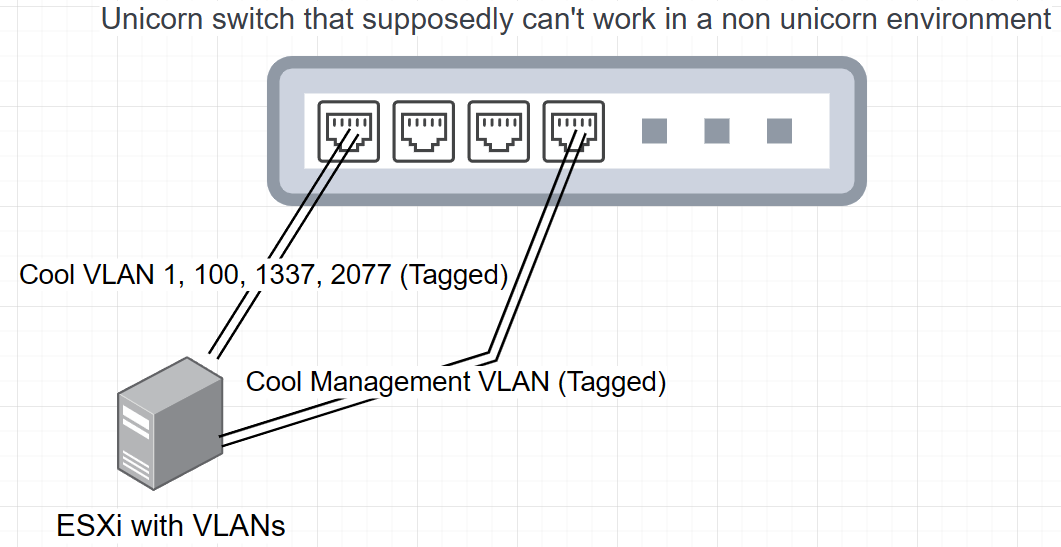 Unicorn switch that supposedly can't work in a non unicorn environment
Cool VLAN 1, 100, 1337, 2077 (Tagged)
Cool Management VLAN (Tagged)
ESXi with VLANs